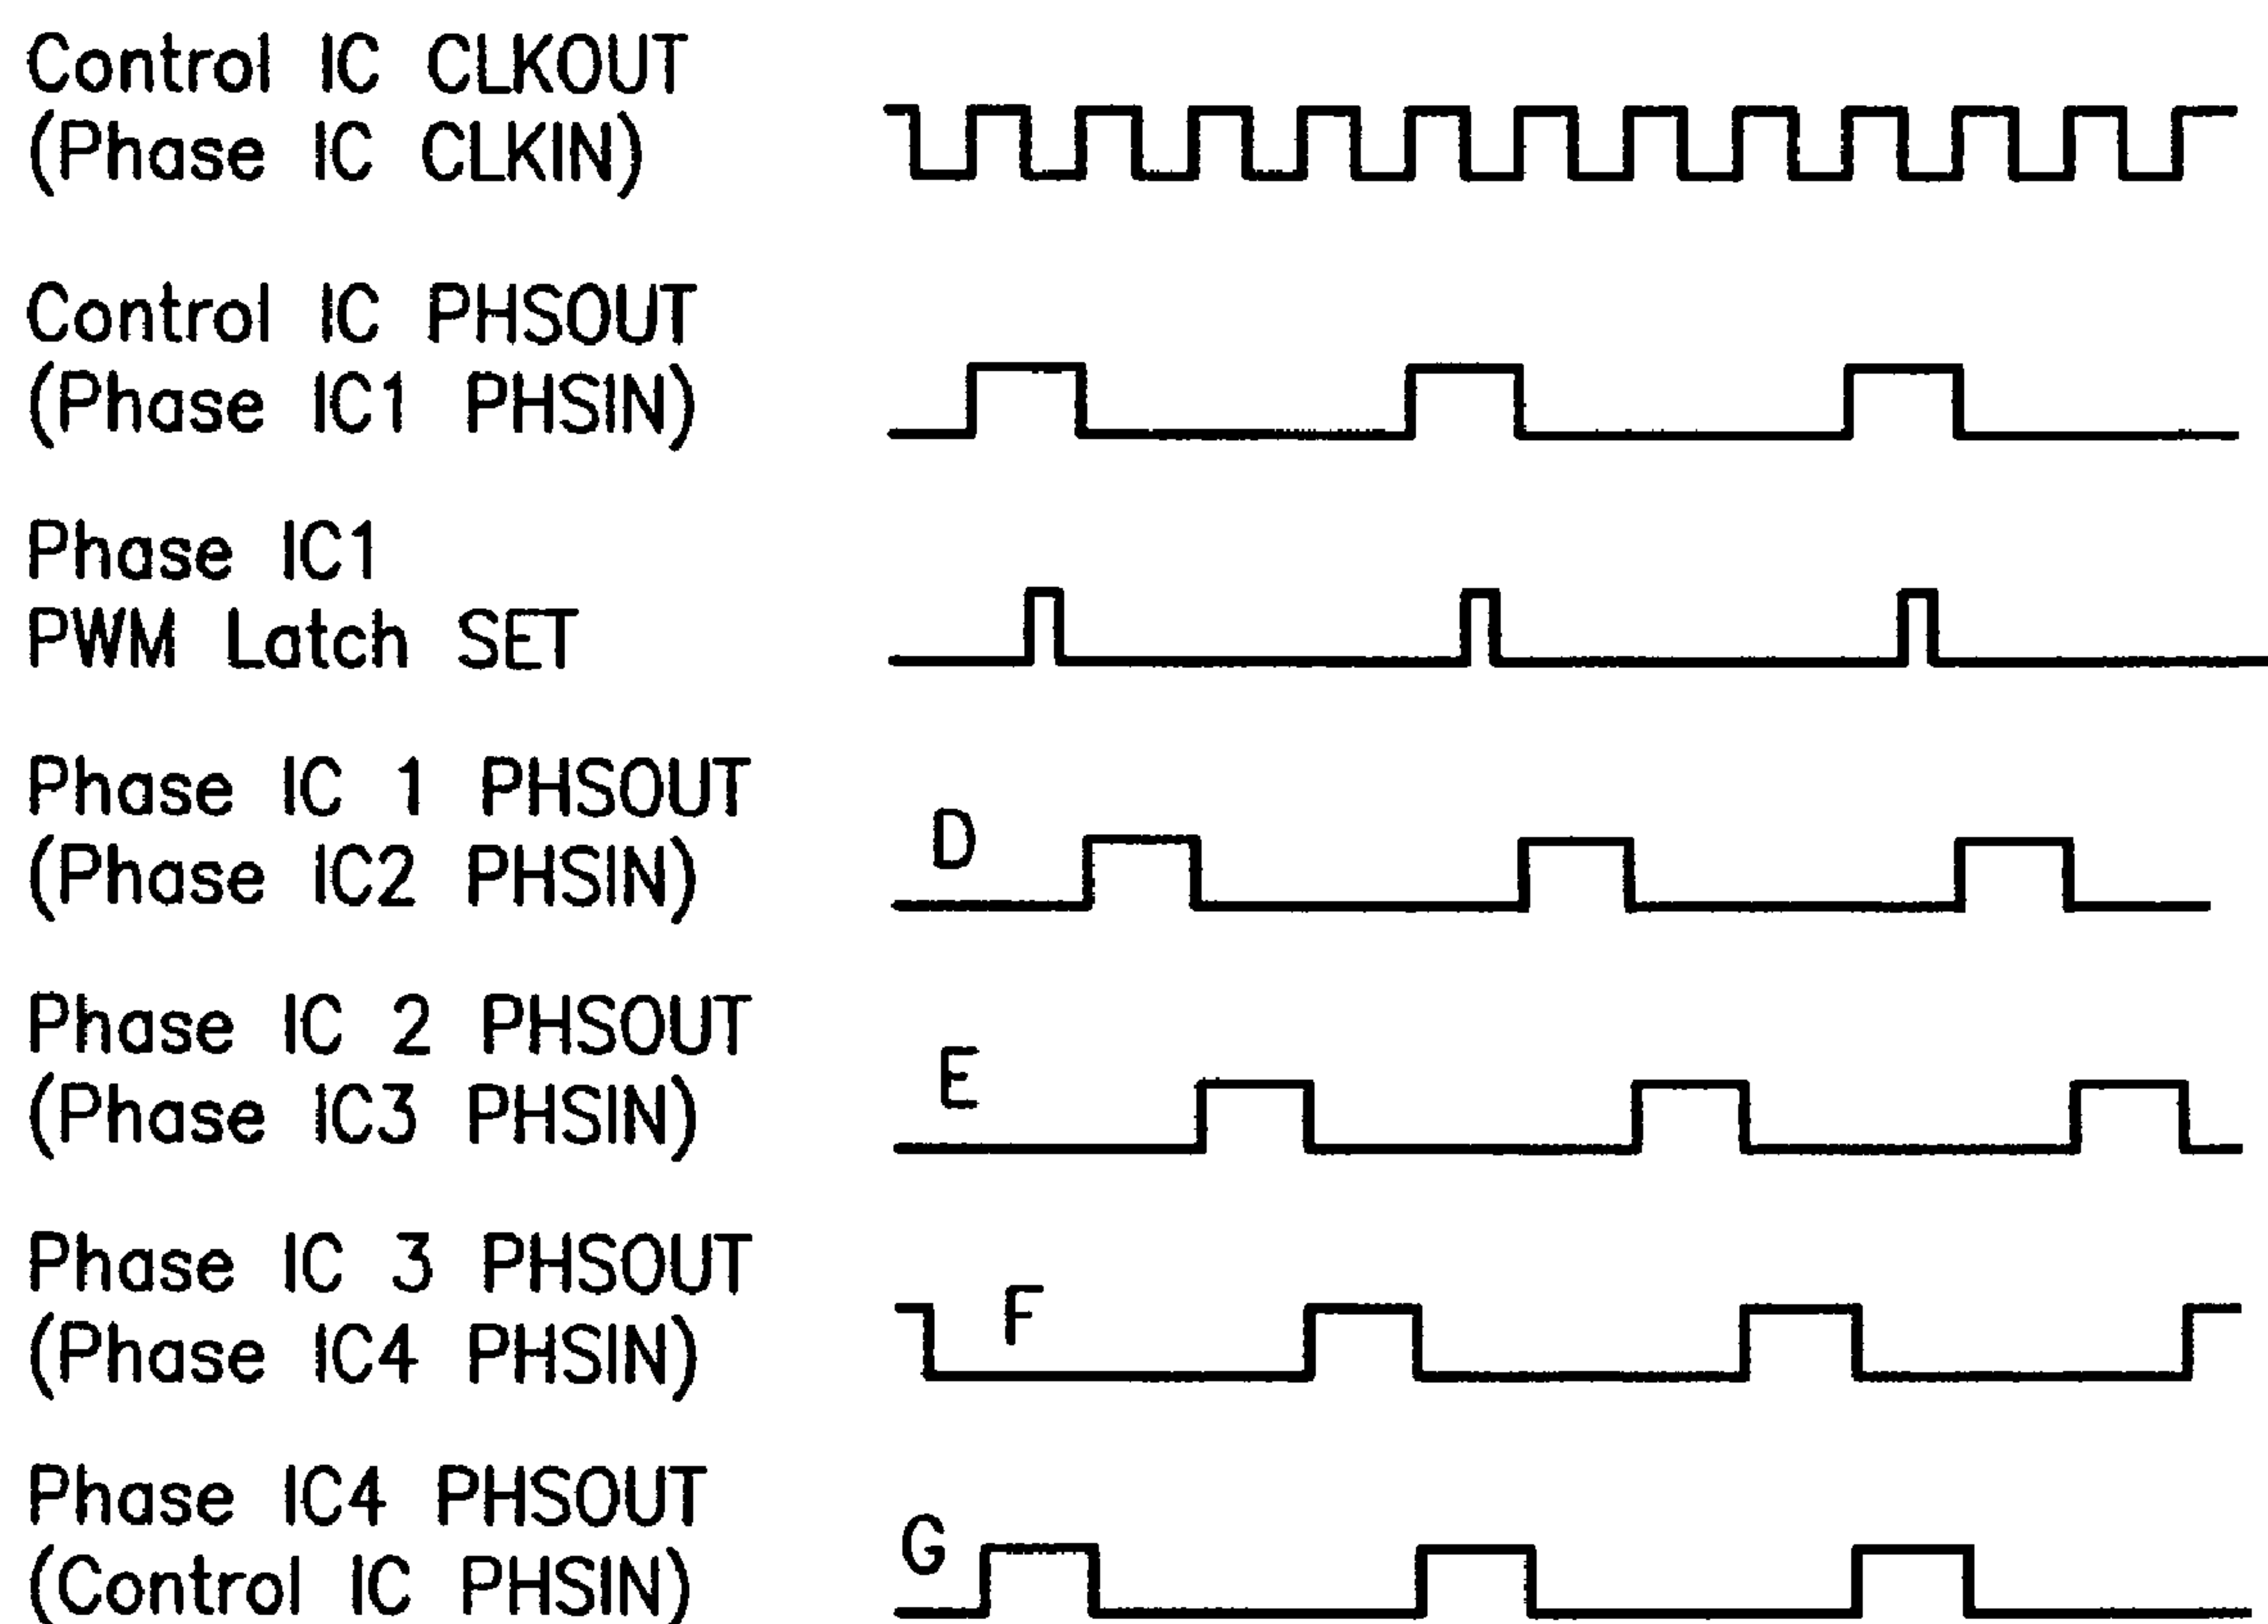 Control IC CLKOUT
(Phase IC CLKIN)
Control IC PHSOUT
(Phase IC1 PHSIN)
Phase IC1
PWM Latch SET
Phase IC 1 PHSOUT
(Phase IC2 PHSIN)
D
Phase IC 2 PHSOUT
(Phase IC3 PHSIN)
E
Phase IC 3 PHSOUT
(Phase IC4 PHSIN)
F
Phase IC4 PHSOUT
(Control IC PHSIN)
G